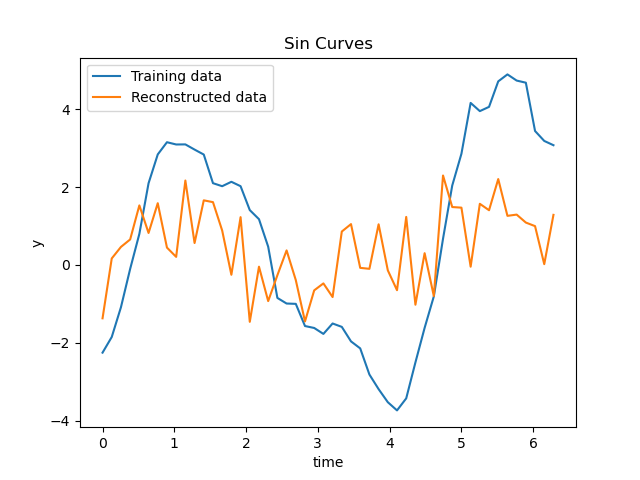 Sin Curves
Training data
Reconstructed data
4
2
0
−2
−4
y
0 1 2 3 4 5 6
time